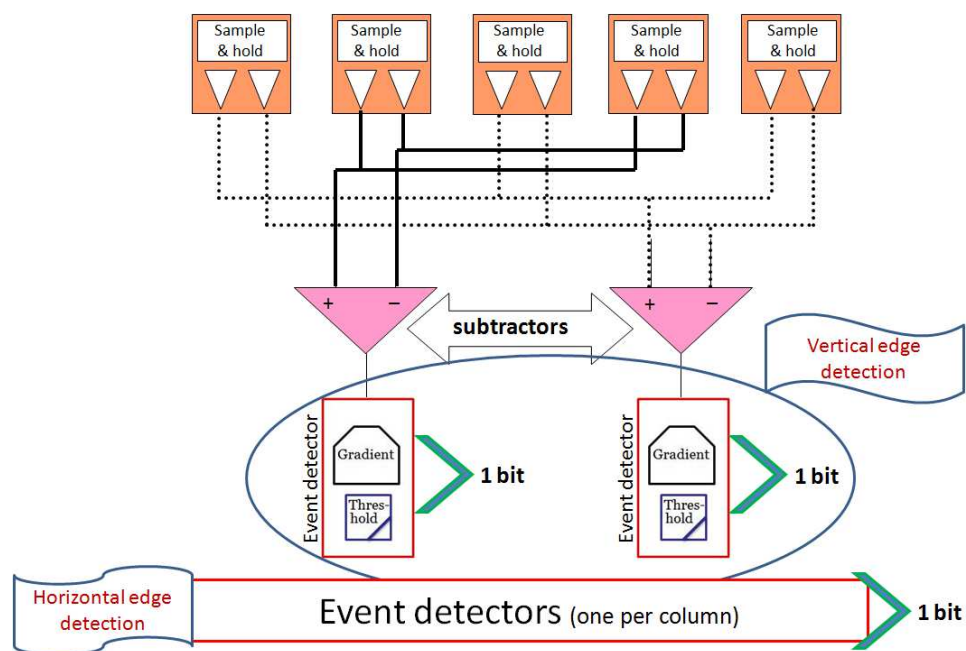 Sample
& hold
Sample
& hold
Sample
& hold
Sample
& hold
Sample
& hold
+ −
+ −
subtractors
Vertical edge
detection
Event detector
Gradient
Thres-
hold
1 bit
Event detector
Gradient
Thres-
hold
1 bit
Horizontal edge
detection
Event detectors (one per column)
1 bit